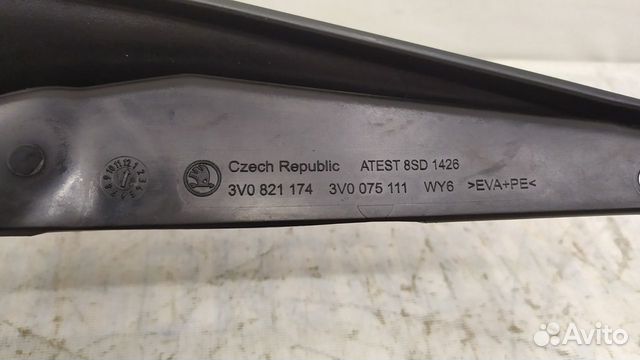 Czech Republic ATEST 8SD 1426
3V0 821 174 3V0 075 111 WY6 >EVA+PE<
Avito